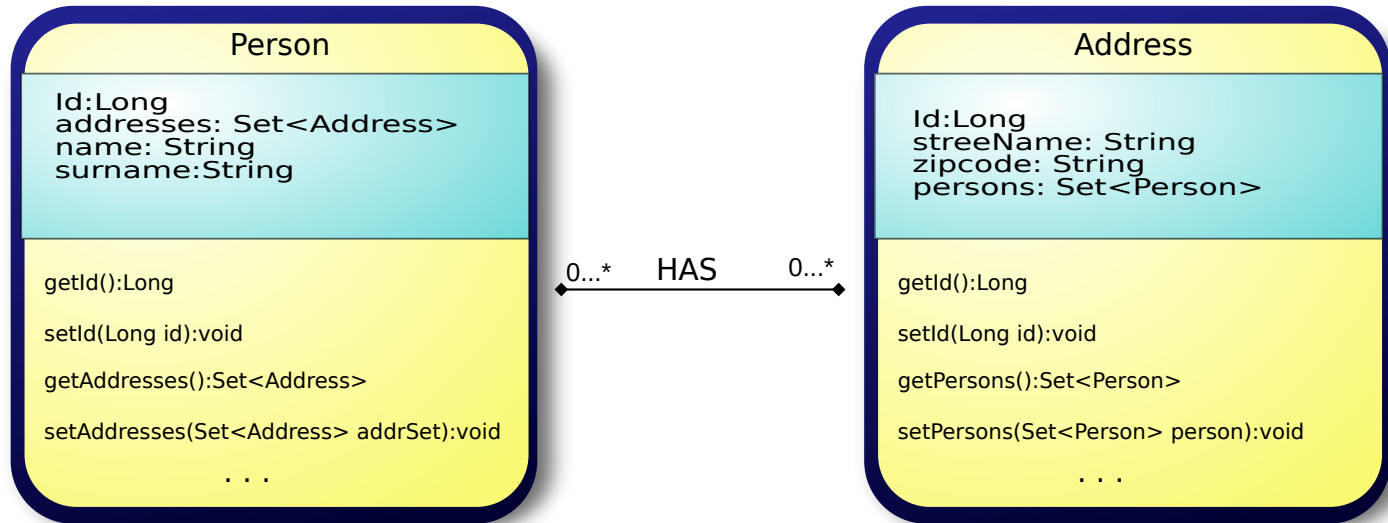 Person
Id:Long
addresses: Set<Address>
name: String
surname:String
getId():Long
setId(Long id):void
getAddresses():Set<Address>
setAddresses(Set<Address> addrSet):void
. . .
0...* HAS 0...*
Address
Id:Long
streeName: String
zipcode: String
persons: Set<Person>
getId():Long
setId(Long id):void
getPersons():Set<Person>
setPersons(Set<Person> person):void
. . .